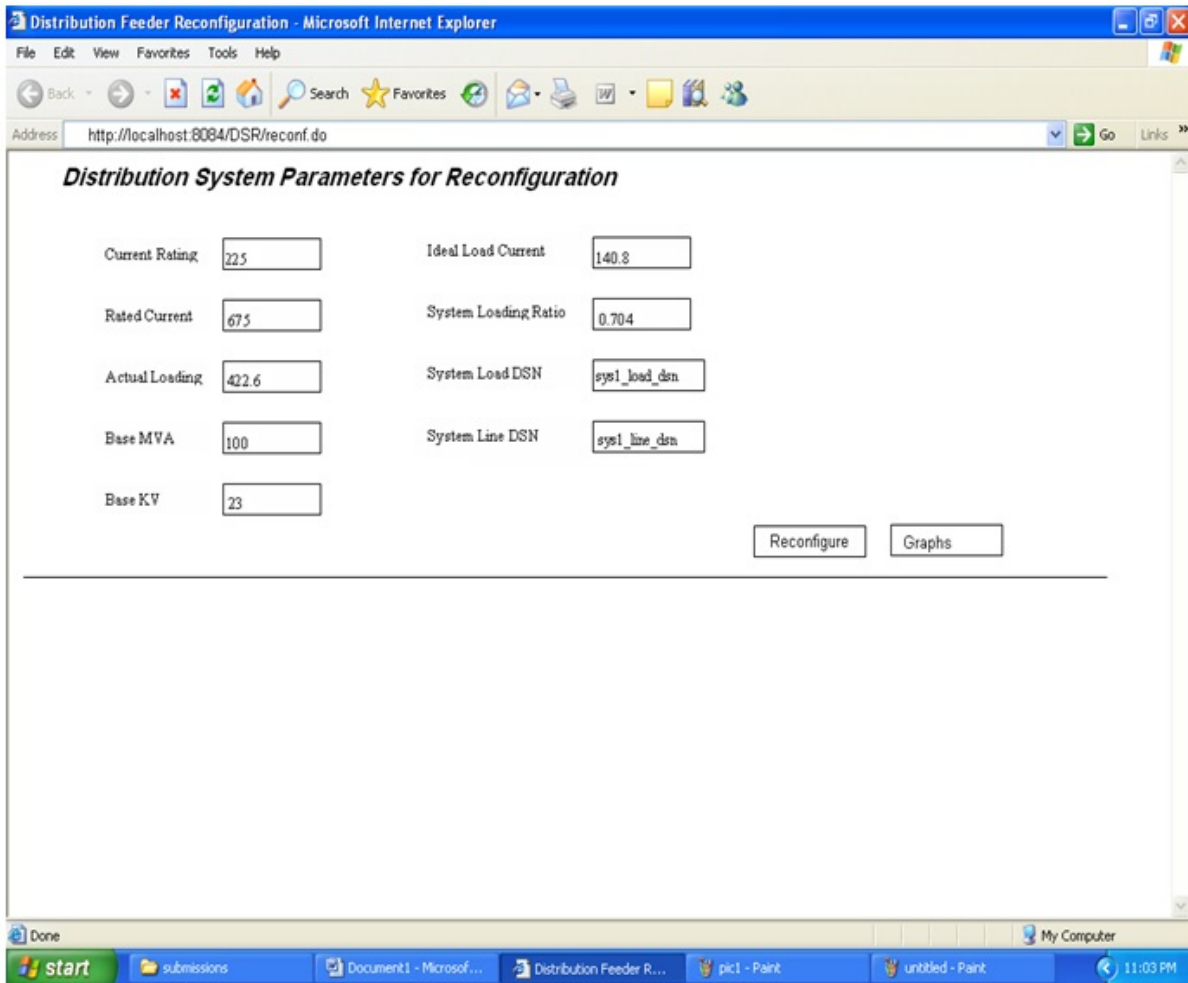 Distribution Feeder Reconfiguration - Microsoft Internet Explorer
File Edit View Favorites Tools Help
Back Search Favorites
Address http://localhost:8084/DSR/reconf.do Go Links »
Distribution System Parameters for Reconfiguration
Current Rating 225 Ideal Load Current 140.8
Rated Current 675 System Loading Ratio 0.704
Actual Loading 422.6 System Load DSN sys1_load_dsn
Base MVA 100 System Line DSN sys1_line_dsn
Base KV 23
Reconfigure Graphs
Done My Computer
start submissions Document1 - Microsof... Distribution Feeder R... pic1 - Paint untitled - Paint 11:03 PM